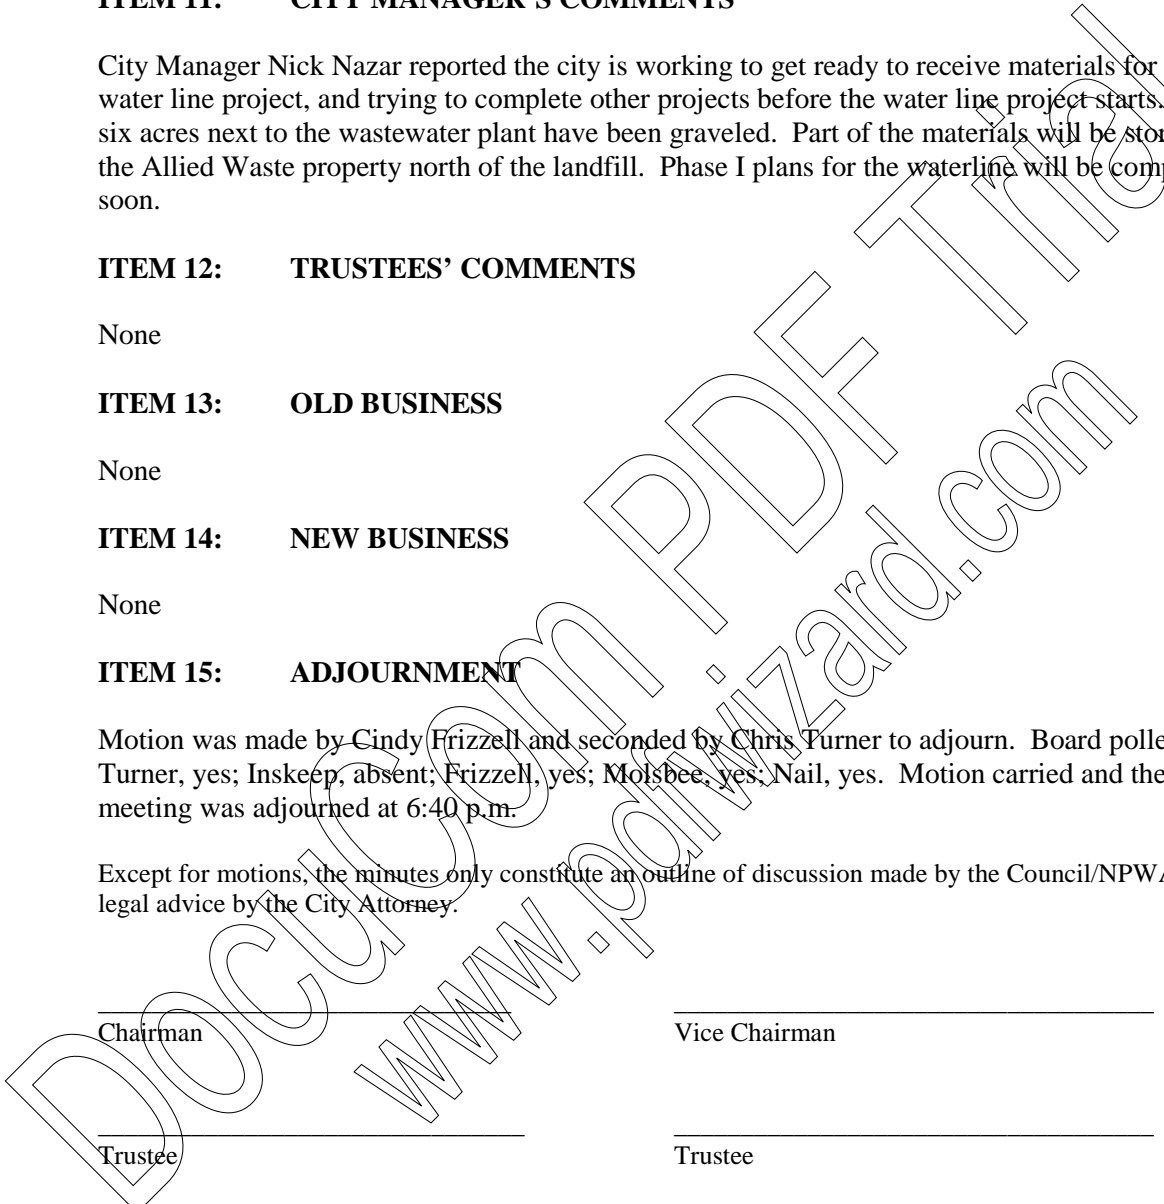 ITEM 11: CITY MANAGER'S COMMENTS
City Manager Nick Nazar reported the city is working to get ready to receive materials for
water line project, and trying to complete other projects before the water line project starts.
six acres next to the wastewater plant have been graveled. Part of the materials will be
the Allied Waste property north of the landfill. Phase I plans for the waterline will be
soon.
ITEM 12: TRUSTEES' COMMENTS
None
ITEM 13: OLD BUSINESS
None
ITEM 14: NEW BUSINESS
None
ITEM 15: ADJOURNMENT
Motion was made by Cindy Frizzell and seconded by Chris Turner to adjourn. Board
Turner, yes; Inskeep, absent; Frizzell, yes; Molsbee, yes; Nail, yes. Motion carried and the
meeting was adjourned at 6:40 p.m.
Except for motions, the minutes only constitute an outline of discussion made by the
legal advice by the City Attorney.
Chairman Vice Chairman
Trustee Trustee
DocuCom PDF Trial
www.pdfwizard.com